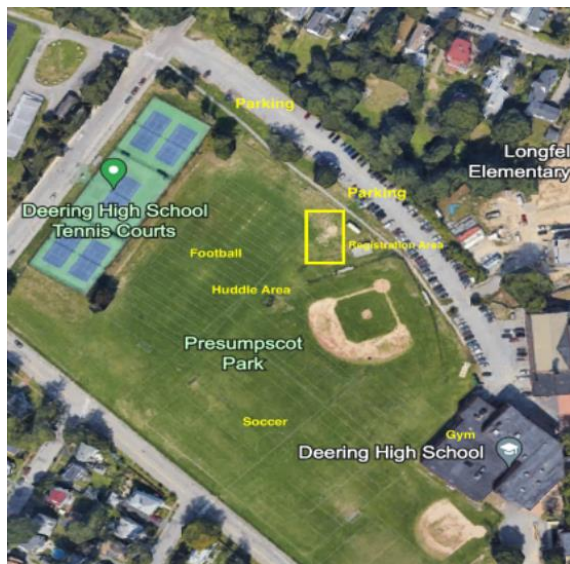 Parking
Longfel
Elementary
Deering High School
Tennis Courts
Parking
Registration Area
Football
Huddle Area
Presumpscot
Park
Soccer
Gym
Deering High School